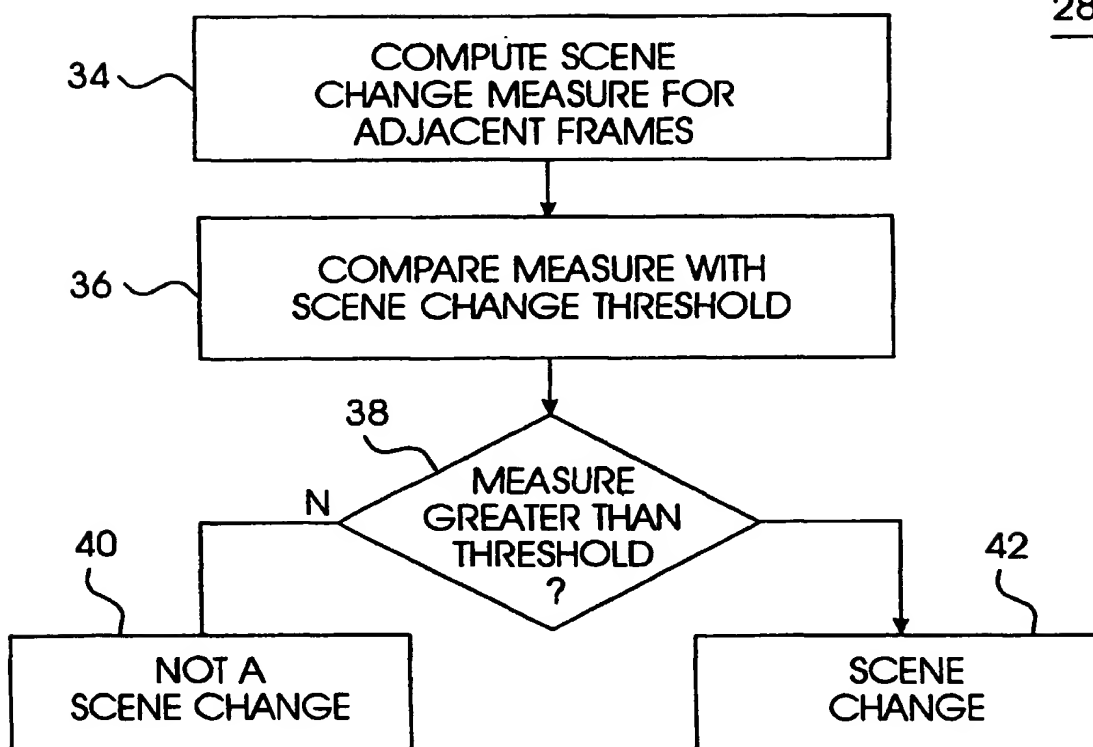 28
34
COMPUTE SCENE
CHANGE MEASURE FOR
ADJACENT FRAMES
36
COMPARE MEASURE WITH
SCENE CHANGE THRESHOLD
38
MEASURE
GREATER THAN
THRESHOLD
?
N
40
NOT A
SCENE CHANGE
42
SCENE
CHANGE